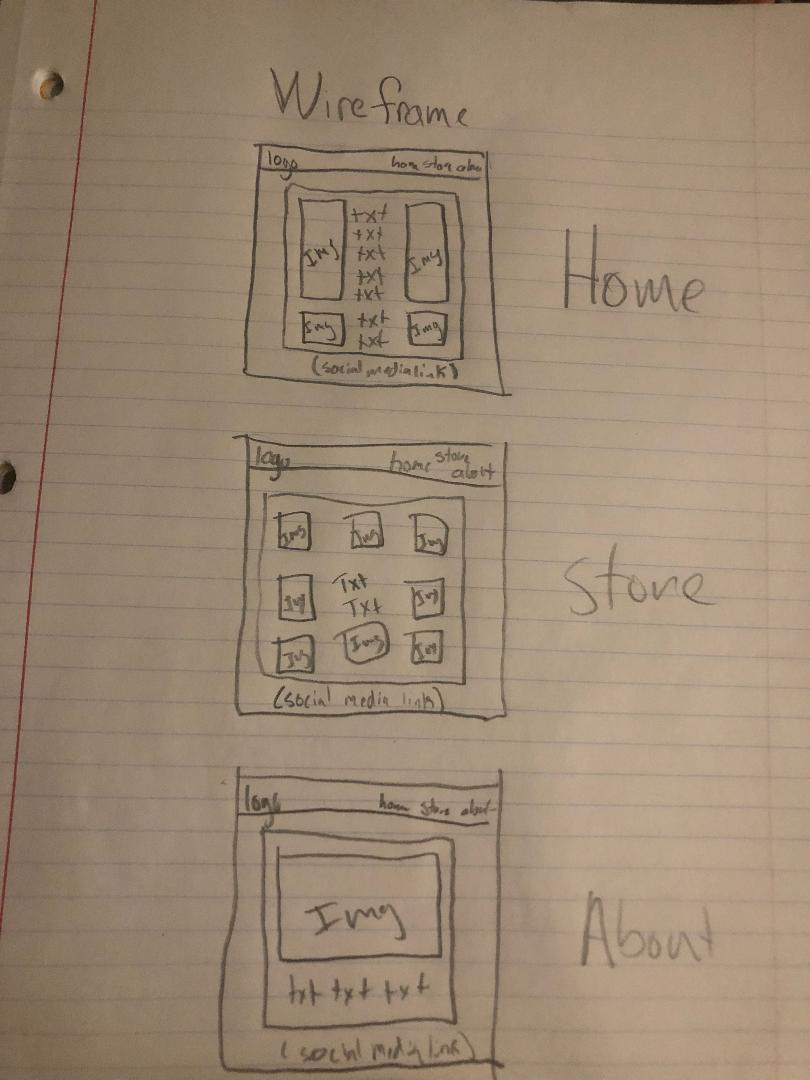 Wireframe
logo home store about
txt
txt
Img txt Img
txt
txt
Img txt Img
txt
(social media link)
Home
logo home store about
Img Img Img
Txt
Img Txt Img
Img Img Img
(social media link)
Store
logo home store about
Img
txt txt txt
(social media link)
About